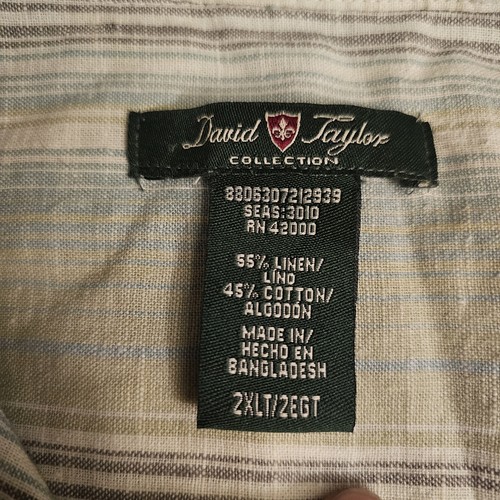 David Taylor
COLLECTION
8806307212939
SEAS:3010
RN 42000
55% LINEN/
LINO
45% COTTON/
ALGODÓN
MADE IN/
HECHO EN
BANGLADESH
2XLT/2EGT